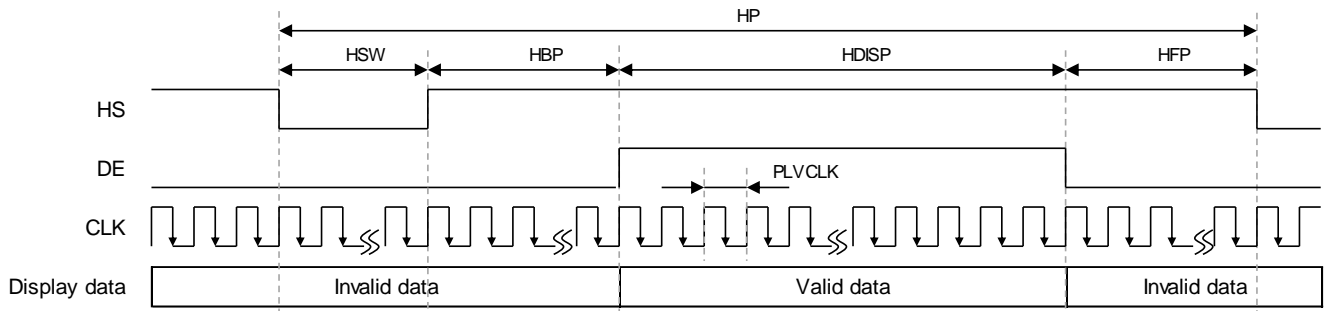 HP
HSW HBP HDISP HFP
HS
DE
PLVCLK
CLK
Display data Invalid data Valid data Invalid data